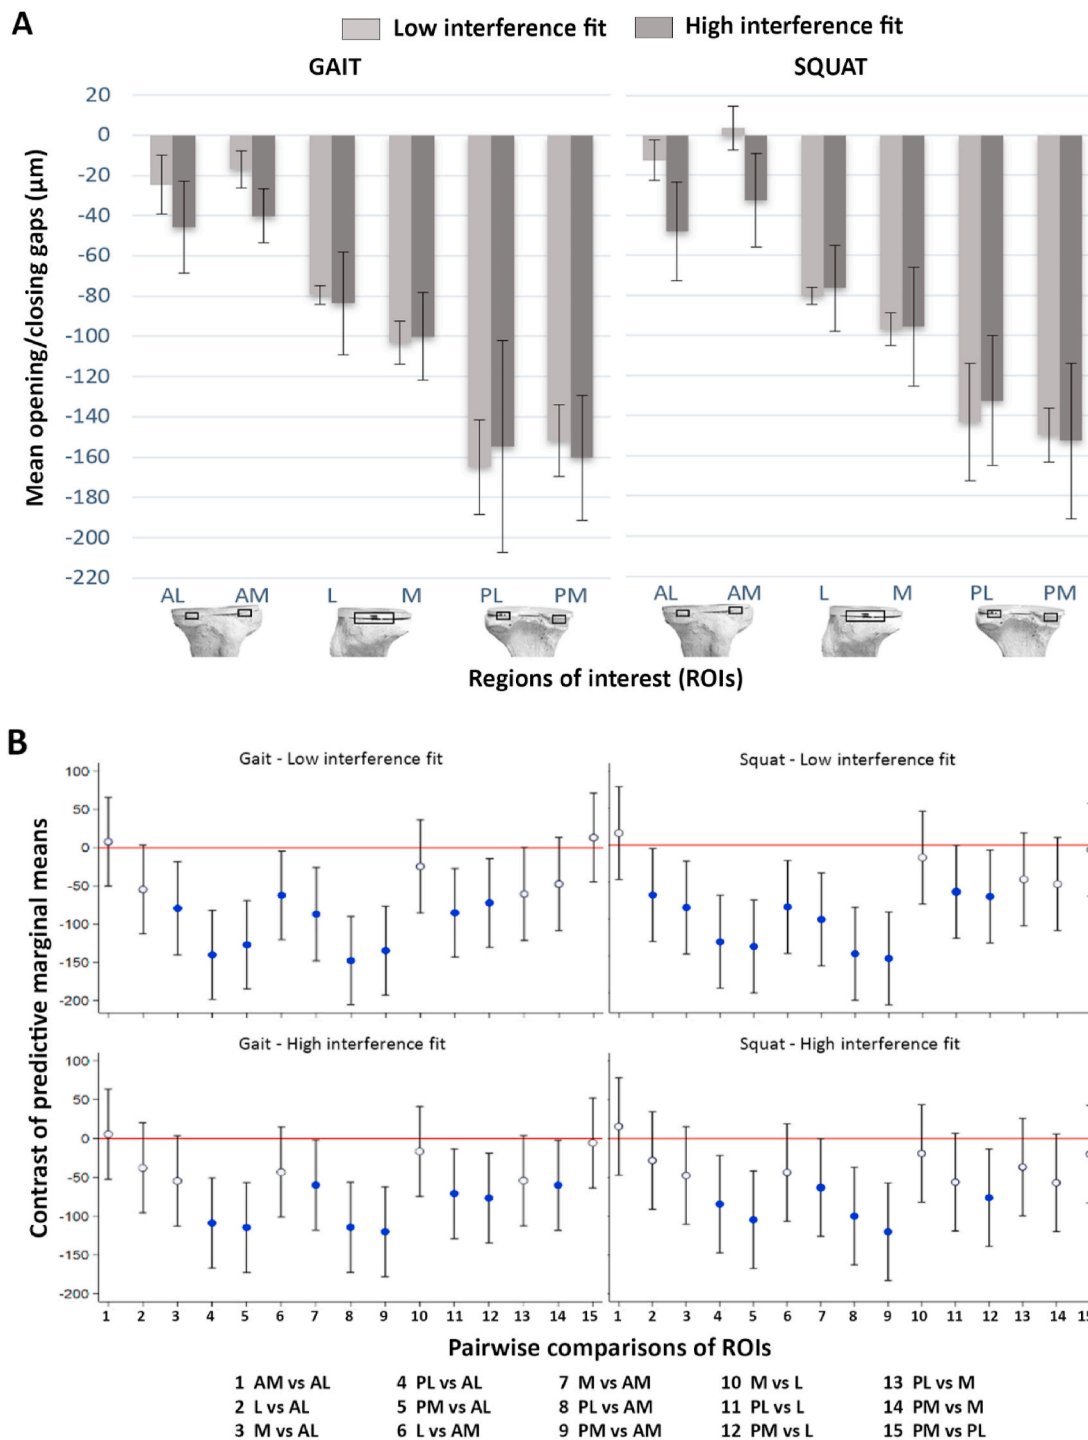 A
Low interference fit
High interference fit
GAIT
SQUAT
Mean opening/closing gaps (µm)
20
0
-20
-40
-60
-80
-100
-120
-140
-160
-180
-200
-220
AL AM L M PL PM
AL AM L M PL PM
Regions of interest (ROIs)
B
Contrast of predictive marginal means
Gait - Low interference fit
Squat - Low interference fit
100
50
0
-50
-100
-150
-200
Gait - High interference fit
Squat - High interference fit
100
50
0
-50
-100
-150
-200
1 2 3 4 5 6 7 8 9 10 11 12 13 14 15
1 2 3 4 5 6 7 8 9 10 11 12 13 14 15
Pairwise comparisons of ROIs
1 AM vs AL
2 L vs AL
3 M vs AL
4 PL vs AL
5 PM vs AL
6 L vs AM
7 M vs AM
8 PL vs AM
9 PM vs AM
10 M vs L
11 PL vs L
12 PM vs L
13 PL vs M
14 PM vs M
15 PM vs PL